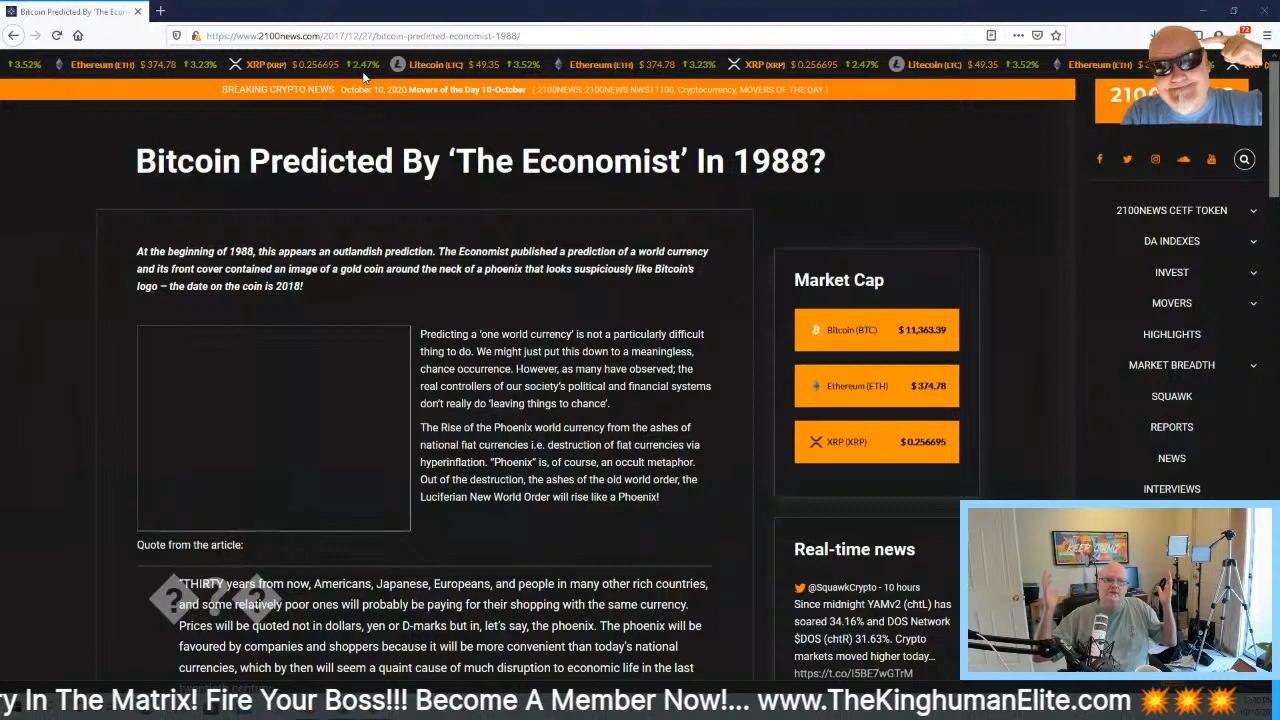 Bitcoin Predicted By 'The Econ
https://www.2100news.com/2017/12/27/bitcoin-predicted-economist-1988/
72
3.52% Ethereum (ETH) $ 374.78 3.23% XRP (XRP) $ 0.256695 2.47% Litecoin (LTC) $ 49.35 3.52% Ethereum (ETH) $ 374.78 3.23% XRP (XRP) $ 0.256695 2.47% Litecoin (LTC) $ 49.35 3.52% Ethereum (ETH)
BREAKING CRYPTO NEWS October 10, 2020 Movers of the Day 10-October ( 2100NEWS, 2100NEWS NWST1100, Cryptocurrency, MOVERS OF THE DAY )
Bitcoin Predicted By 'The Economist' In 1988?
At the beginning of 1988, this appears an outlandish prediction. The Economist published a prediction of a world currency
and its front cover contained an image of a gold coin around the neck of a phoenix that looks suspiciously like Bitcoin's
logo – the date on the coin is 2018!
Predicting a 'one world currency' is not a particularly difficult
thing to do. We might just put this down to a meaningless,
chance occurrence. However, as many have observed; the
real controllers of our society's political and financial systems
don't really do 'leaving things to chance'.
The Rise of the Phoenix world currency from the ashes of
national fiat currencies i.e. destruction of fiat currencies via
hyperinflation. "Phoenix" is, of course, an occult metaphor.
Out of the destruction, the ashes of the old world order, the
Luciferian New World Order will rise like a Phoenix!
Quote from the article:
"THIRTY years from now, Americans, Japanese, Europeans, and people in many other rich countries,
and some relatively poor ones will probably be paying for their shopping with the same currency.
Prices will be quoted not in dollars, yen or D-marks but in, let's say, the phoenix. The phoenix will be
favoured by companies and shoppers because it will be more convenient than today's national
currencies, which by then will seem a quaint cause of much disruption to economic life in the last
Market Cap
Bitcoin (BTC) $ 11,363.39
Ethereum (ETH) $ 374.78
XRP (XRP) $ 0.256695
Real-time news
@SquawkCrypto - 10 hours
Since midnight YAMv2 (chtL) has
soared 34.16% and DOS Network
$DOS (chtR) 31.63%. Crypto
markets moved higher today...
https://t.co/I5BE7wGTrM
2100
2100NEWS CETF TOKEN
DA INDEXES
INVEST
MOVERS
HIGHLIGHTS
MARKET BREADTH
SQUAWK
REPORTS
NEWS
INTERVIEWS
KEEP GOING
ry In The Matrix! Fire Your Boss!!! Become A Member Now!... www.TheKinghumanElite.com 💥💥💥